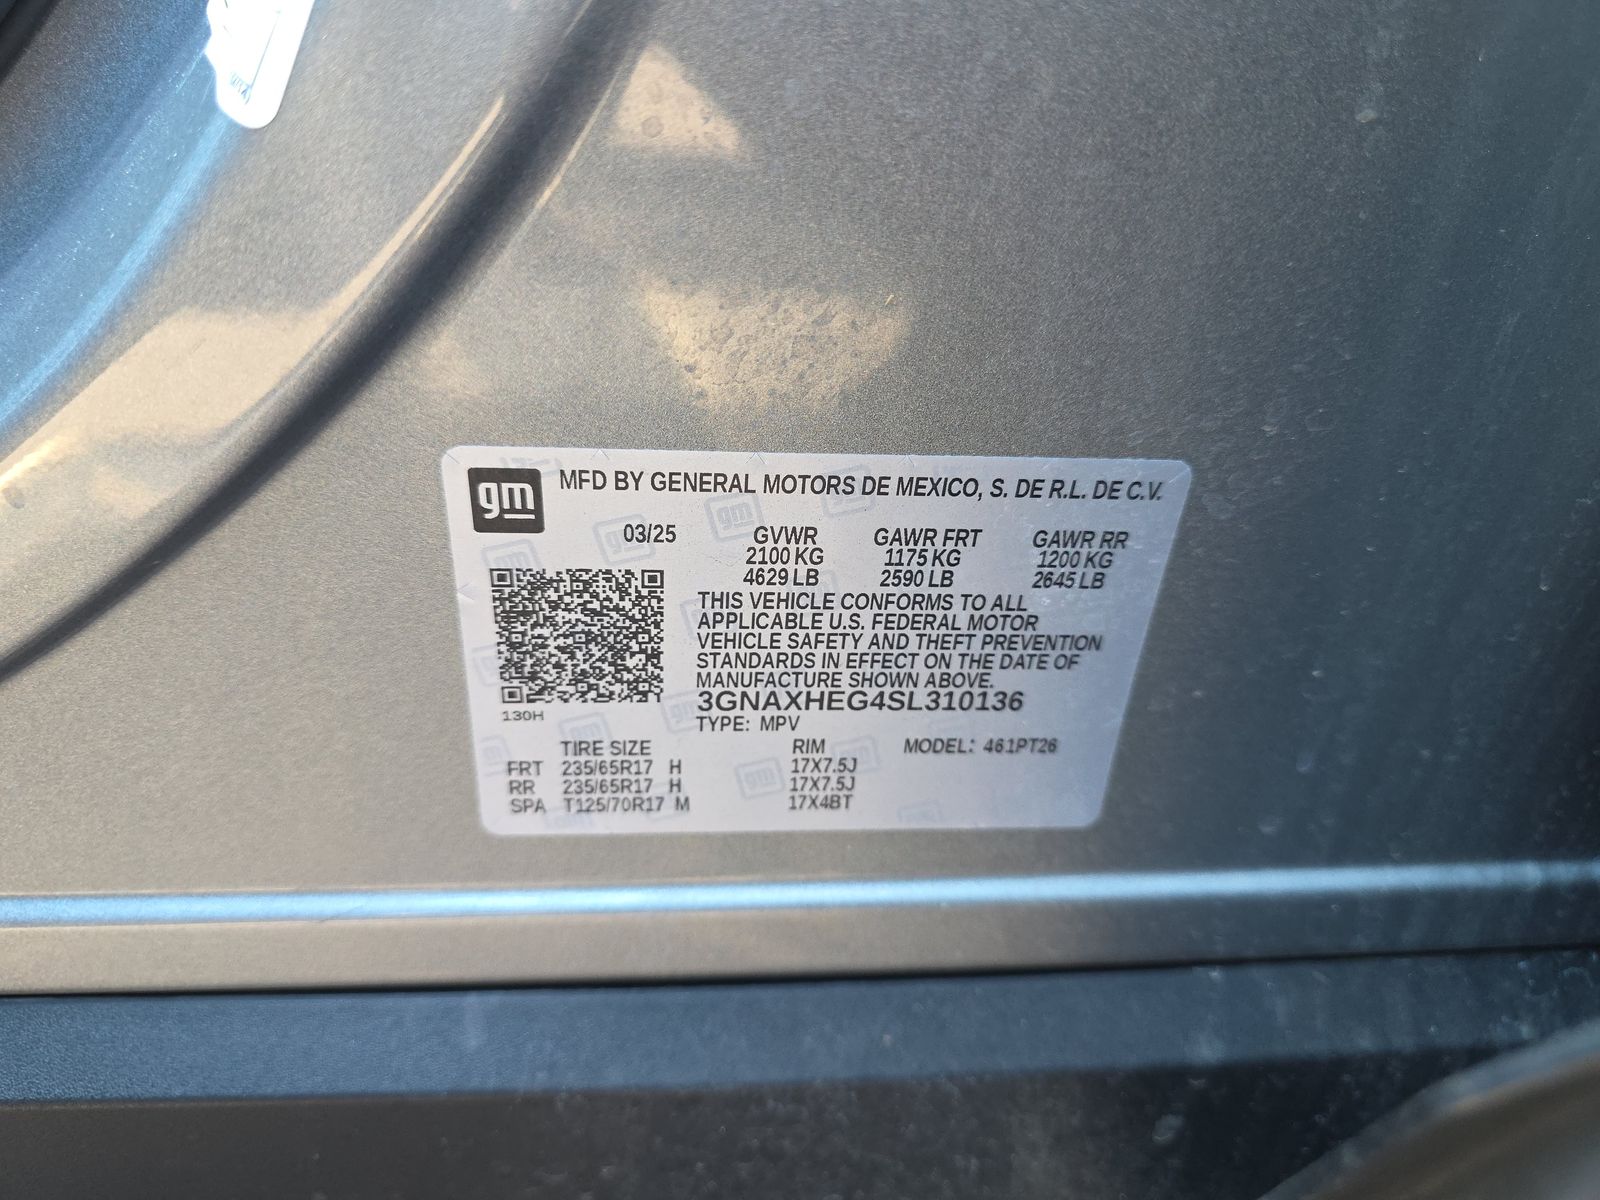 gm MFD BY GENERAL MOTORS DE MEXICO, S. DE R.L. DE C.V.
03/25 GVWR GAWR FRT GAWR RR
2100 KG 1175 KG 1200 KG
4629 LB 2590 LB 2645 LB
THIS VEHICLE CONFORMS TO ALL
APPLICABLE U.S. FEDERAL MOTOR
VEHICLE SAFETY AND THEFT PREVENTION
STANDARDS IN EFFECT ON THE DATE OF
MANUFACTURE SHOWN ABOVE.
3GNAXHEG4SL310136
130H
TYPE: MPV
TIRE SIZE RIM MODEL: 461PT26
FRT 235/65R17 H 17X7.5J
RR 235/65R17 H 17X7.5J
SPA T125/70R17 M 17X4BT